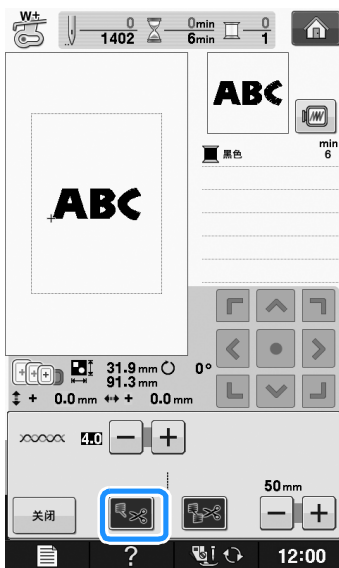 W+ 0 0min 0
1402 6min 1
ABC
min
黑色 6
ABC
31.9 mm 0°
91.3 mm
+ 0.0 mm + 0.0 mm
4.0 − +
50 mm
关闭 − +
? 12:00